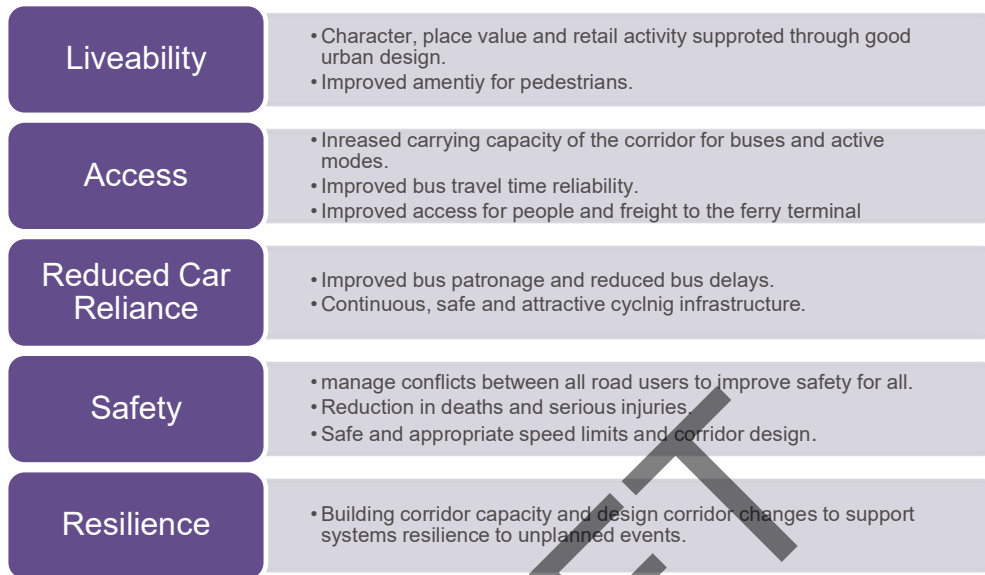 Liveability
• Character, place value and retail activity supproted through good
urban design.
• Improved amentiy for pedestrians.
Access
• Inreased carrying capacity of the corridor for buses and active
modes.
• Improved bus travel time reliability.
• Improved access for people and freight to the ferry terminal
Reduced Car
Reliance
• Improved bus patronage and reduced bus delays.
• Continuous, safe and attractive cyclnig infrastructure.
Safety
• manage conflicts between all road users to improve safety for all.
• Reduction in deaths and serious injuries.
• Safe and appropriate speed limits and corridor design.
Resilience
• Building corridor capacity and design corridor changes to support
systems resilience to unplanned events.